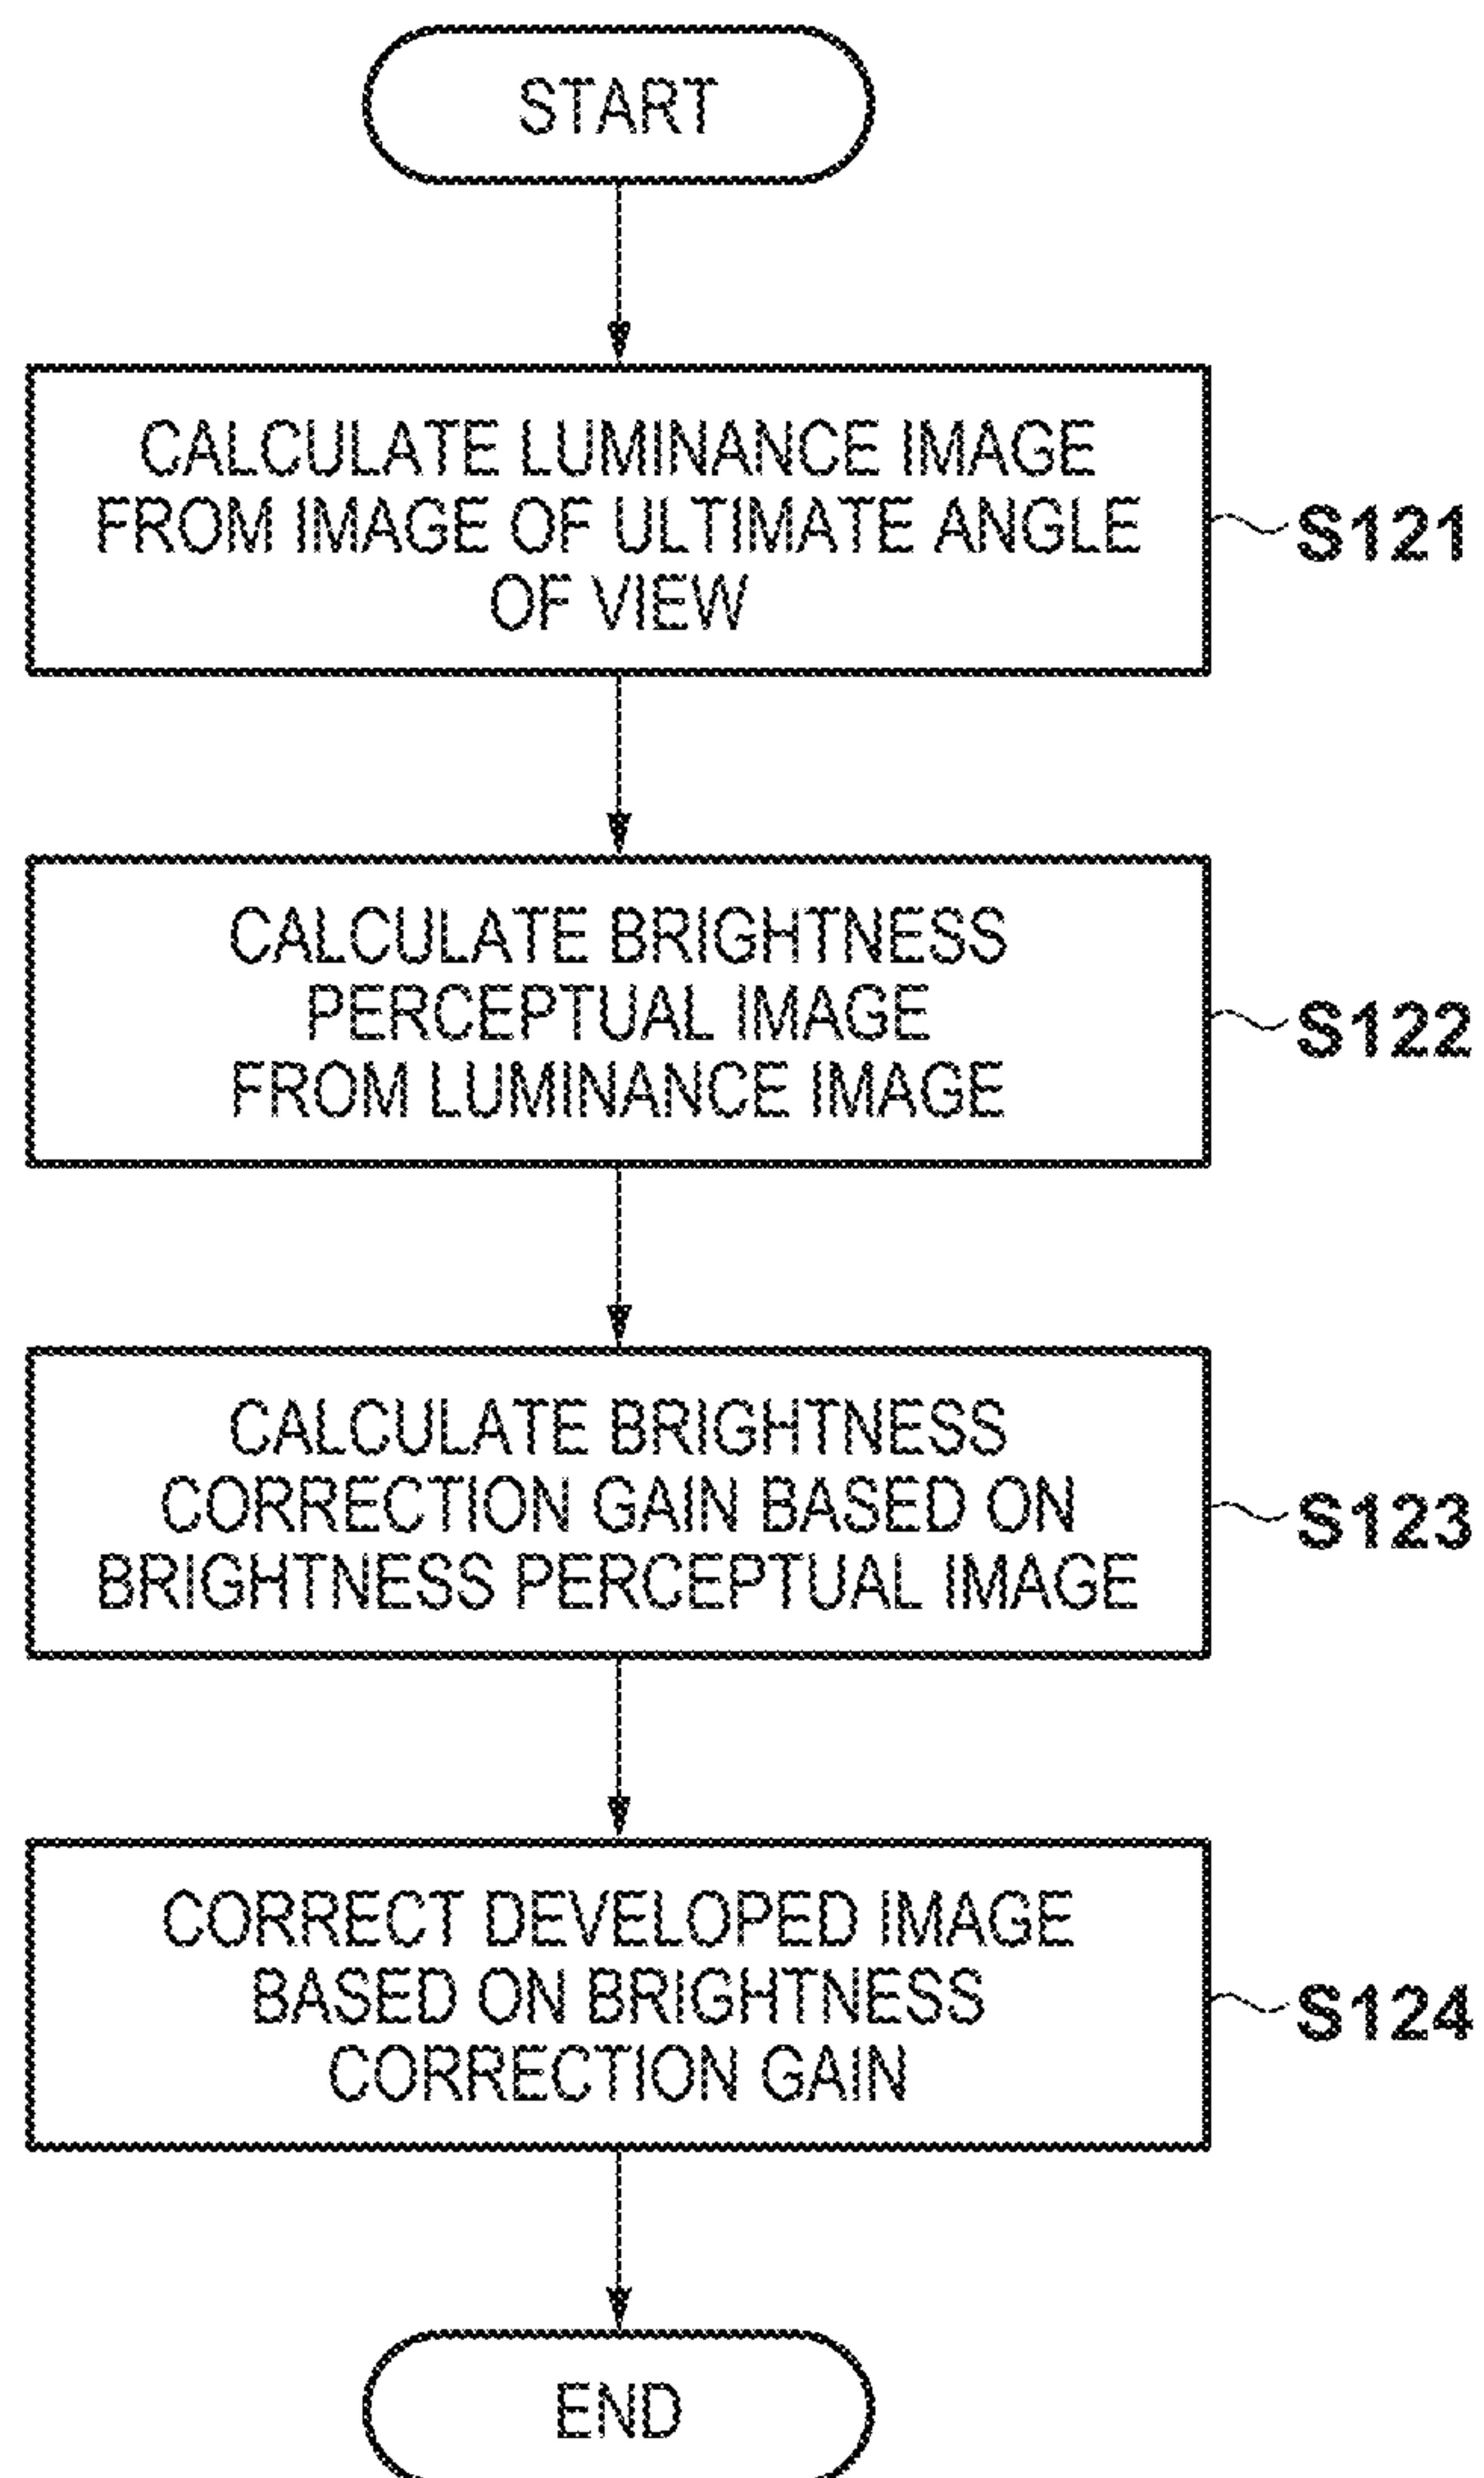 START
CALCULATE LUMINANCE IMAGE
FROM IMAGE OF ULTIMATE ANGLE
OF VIEW
S121
CALCULATE BRIGHTNESS
PERCEPTUAL IMAGE
FROM LUMINANCE IMAGE
S122
CALCULATE BRIGHTNESS
CORRECTION GAIN BASED ON
BRIGHTNESS PERCEPTUAL IMAGE
S123
CORRECT DEVELOPED IMAGE
BASED ON BRIGHTNESS
CORRECTION GAIN
S124
END